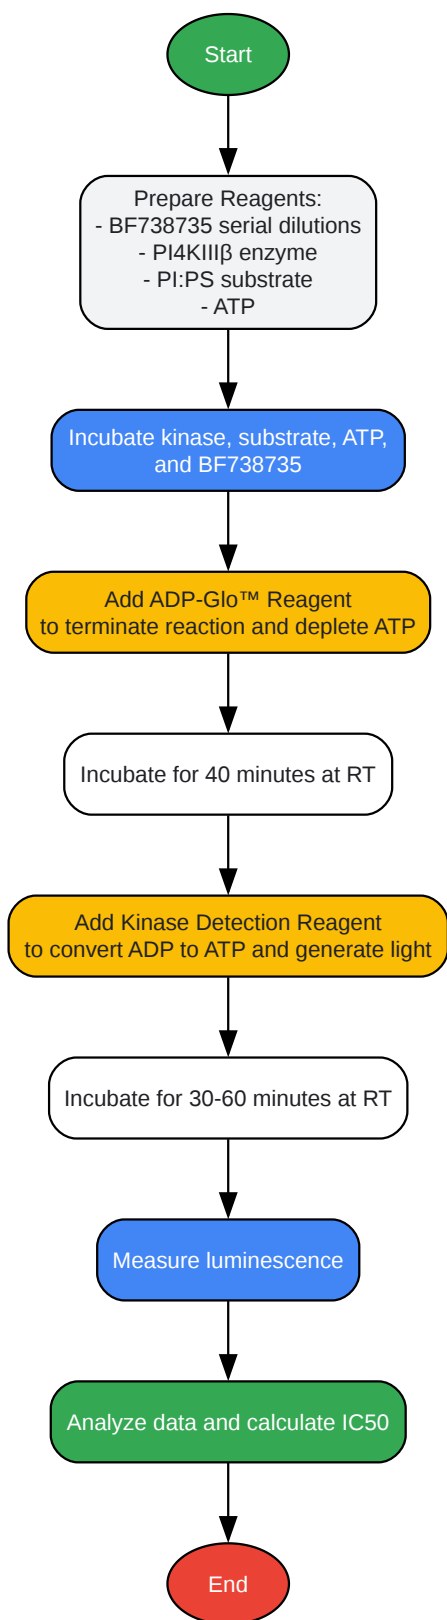 Start
Prepare Reagents:
- BF738735 serial dilutions
- PI4KIIIβ enzyme
- PI:PS substrate
- ATP
Incubate kinase, substrate, ATP,
and BF738735
Add ADP-Glo™ Reagent
to terminate reaction and deplete ATP
Incubate for 40 minutes at RT
Add Kinase Detection Reagent
to convert ADP to ATP and generate light
Incubate for 30-60 minutes at RT
Measure luminescence
Analyze data and calculate IC50
End